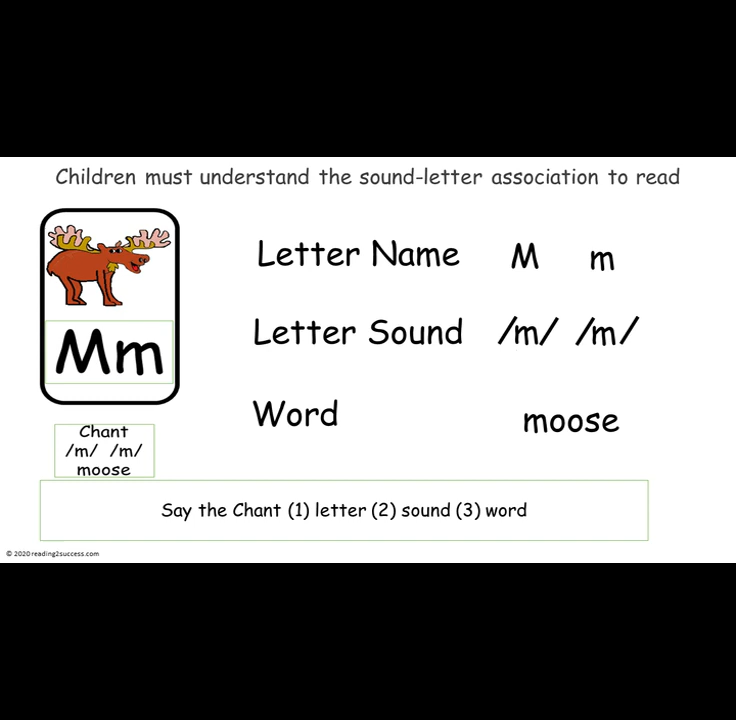 Children must understand the sound-letter association to read
Mm
Chant
/m/ /m/
moose
Letter Name M m
Letter Sound /m/ /m/
Word moose
Say the Chant (1) letter (2) sound (3) word
© 2020 reading2success.com